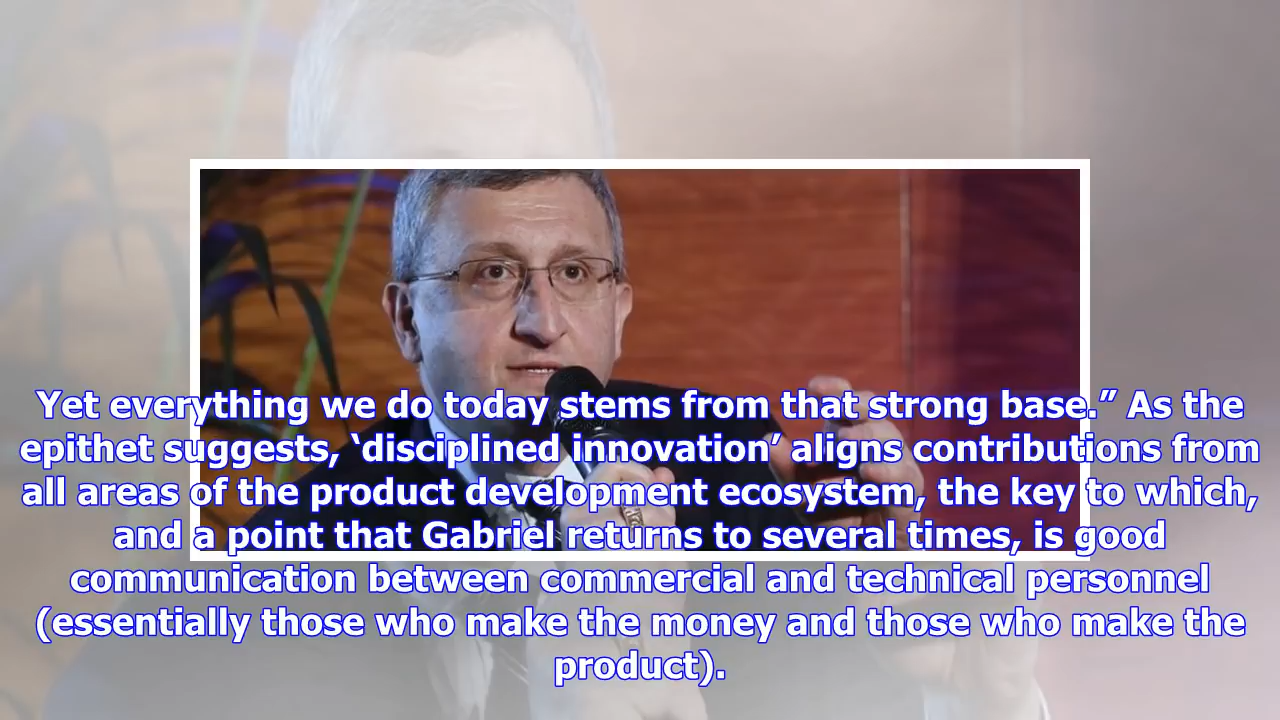 Yet everything we do today stems from that strong base.” As the
epithet suggests, ‘disciplined innovation’ aligns contributions from
all areas of the product development ecosystem, the key to which,
and a point that Gabriel returns to several times, is good
communication between commercial and technical personnel
(essentially those who make the money and those who make the
product).